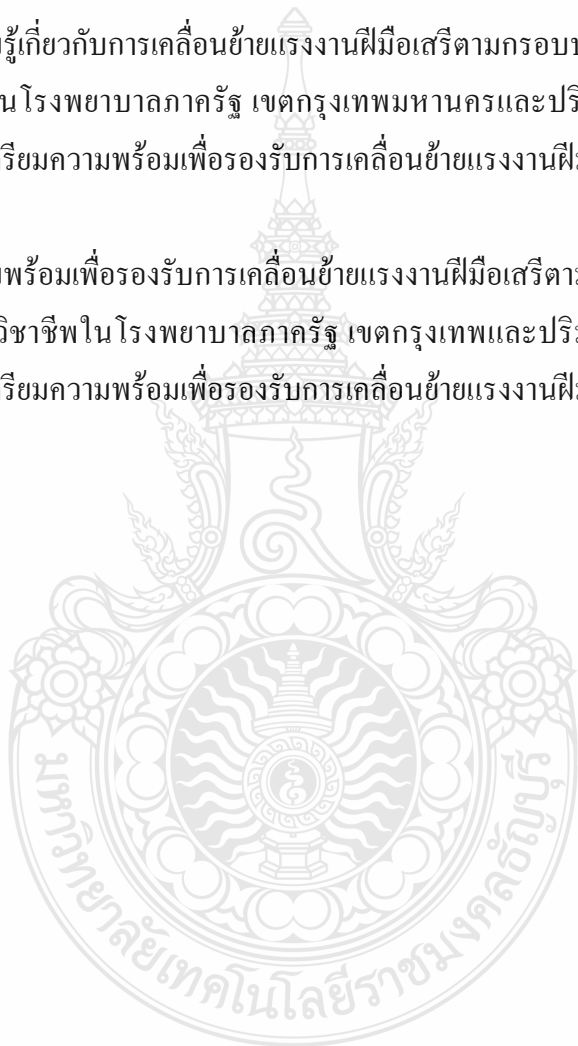 รู้เกี่ยวกับการเคลื่อนย้ายแรงงานฝีมือเสรีตามกรอบ
โรงพยาบาลภาครัฐ เขตกรุงเทพมหานครและปริ
รียมความพร้อมเพื่อรองรับการเคลื่อนย้ายแรงงานฝี
พร้อมเพื่อรองรับการเคลื่อนย้ายแรงงานฝีมือเสรีตา
วิชาชีพในโรงพยาบาลภาครัฐ เขตกรุงเทพและปริ
รียมความพร้อมเพื่อรองรับการเคลื่อนย้ายแรงงานฝี
มหาวิทยาลัยเทคโนโลยีราชมงคลธัญบุรี